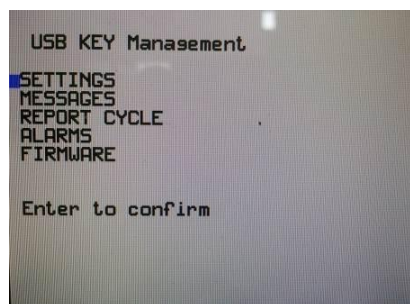 USB KEY Management
SETTINGS
MESSAGES
REPORT CYCLE
ALARMS
FIRMWARE
Enter to confirm